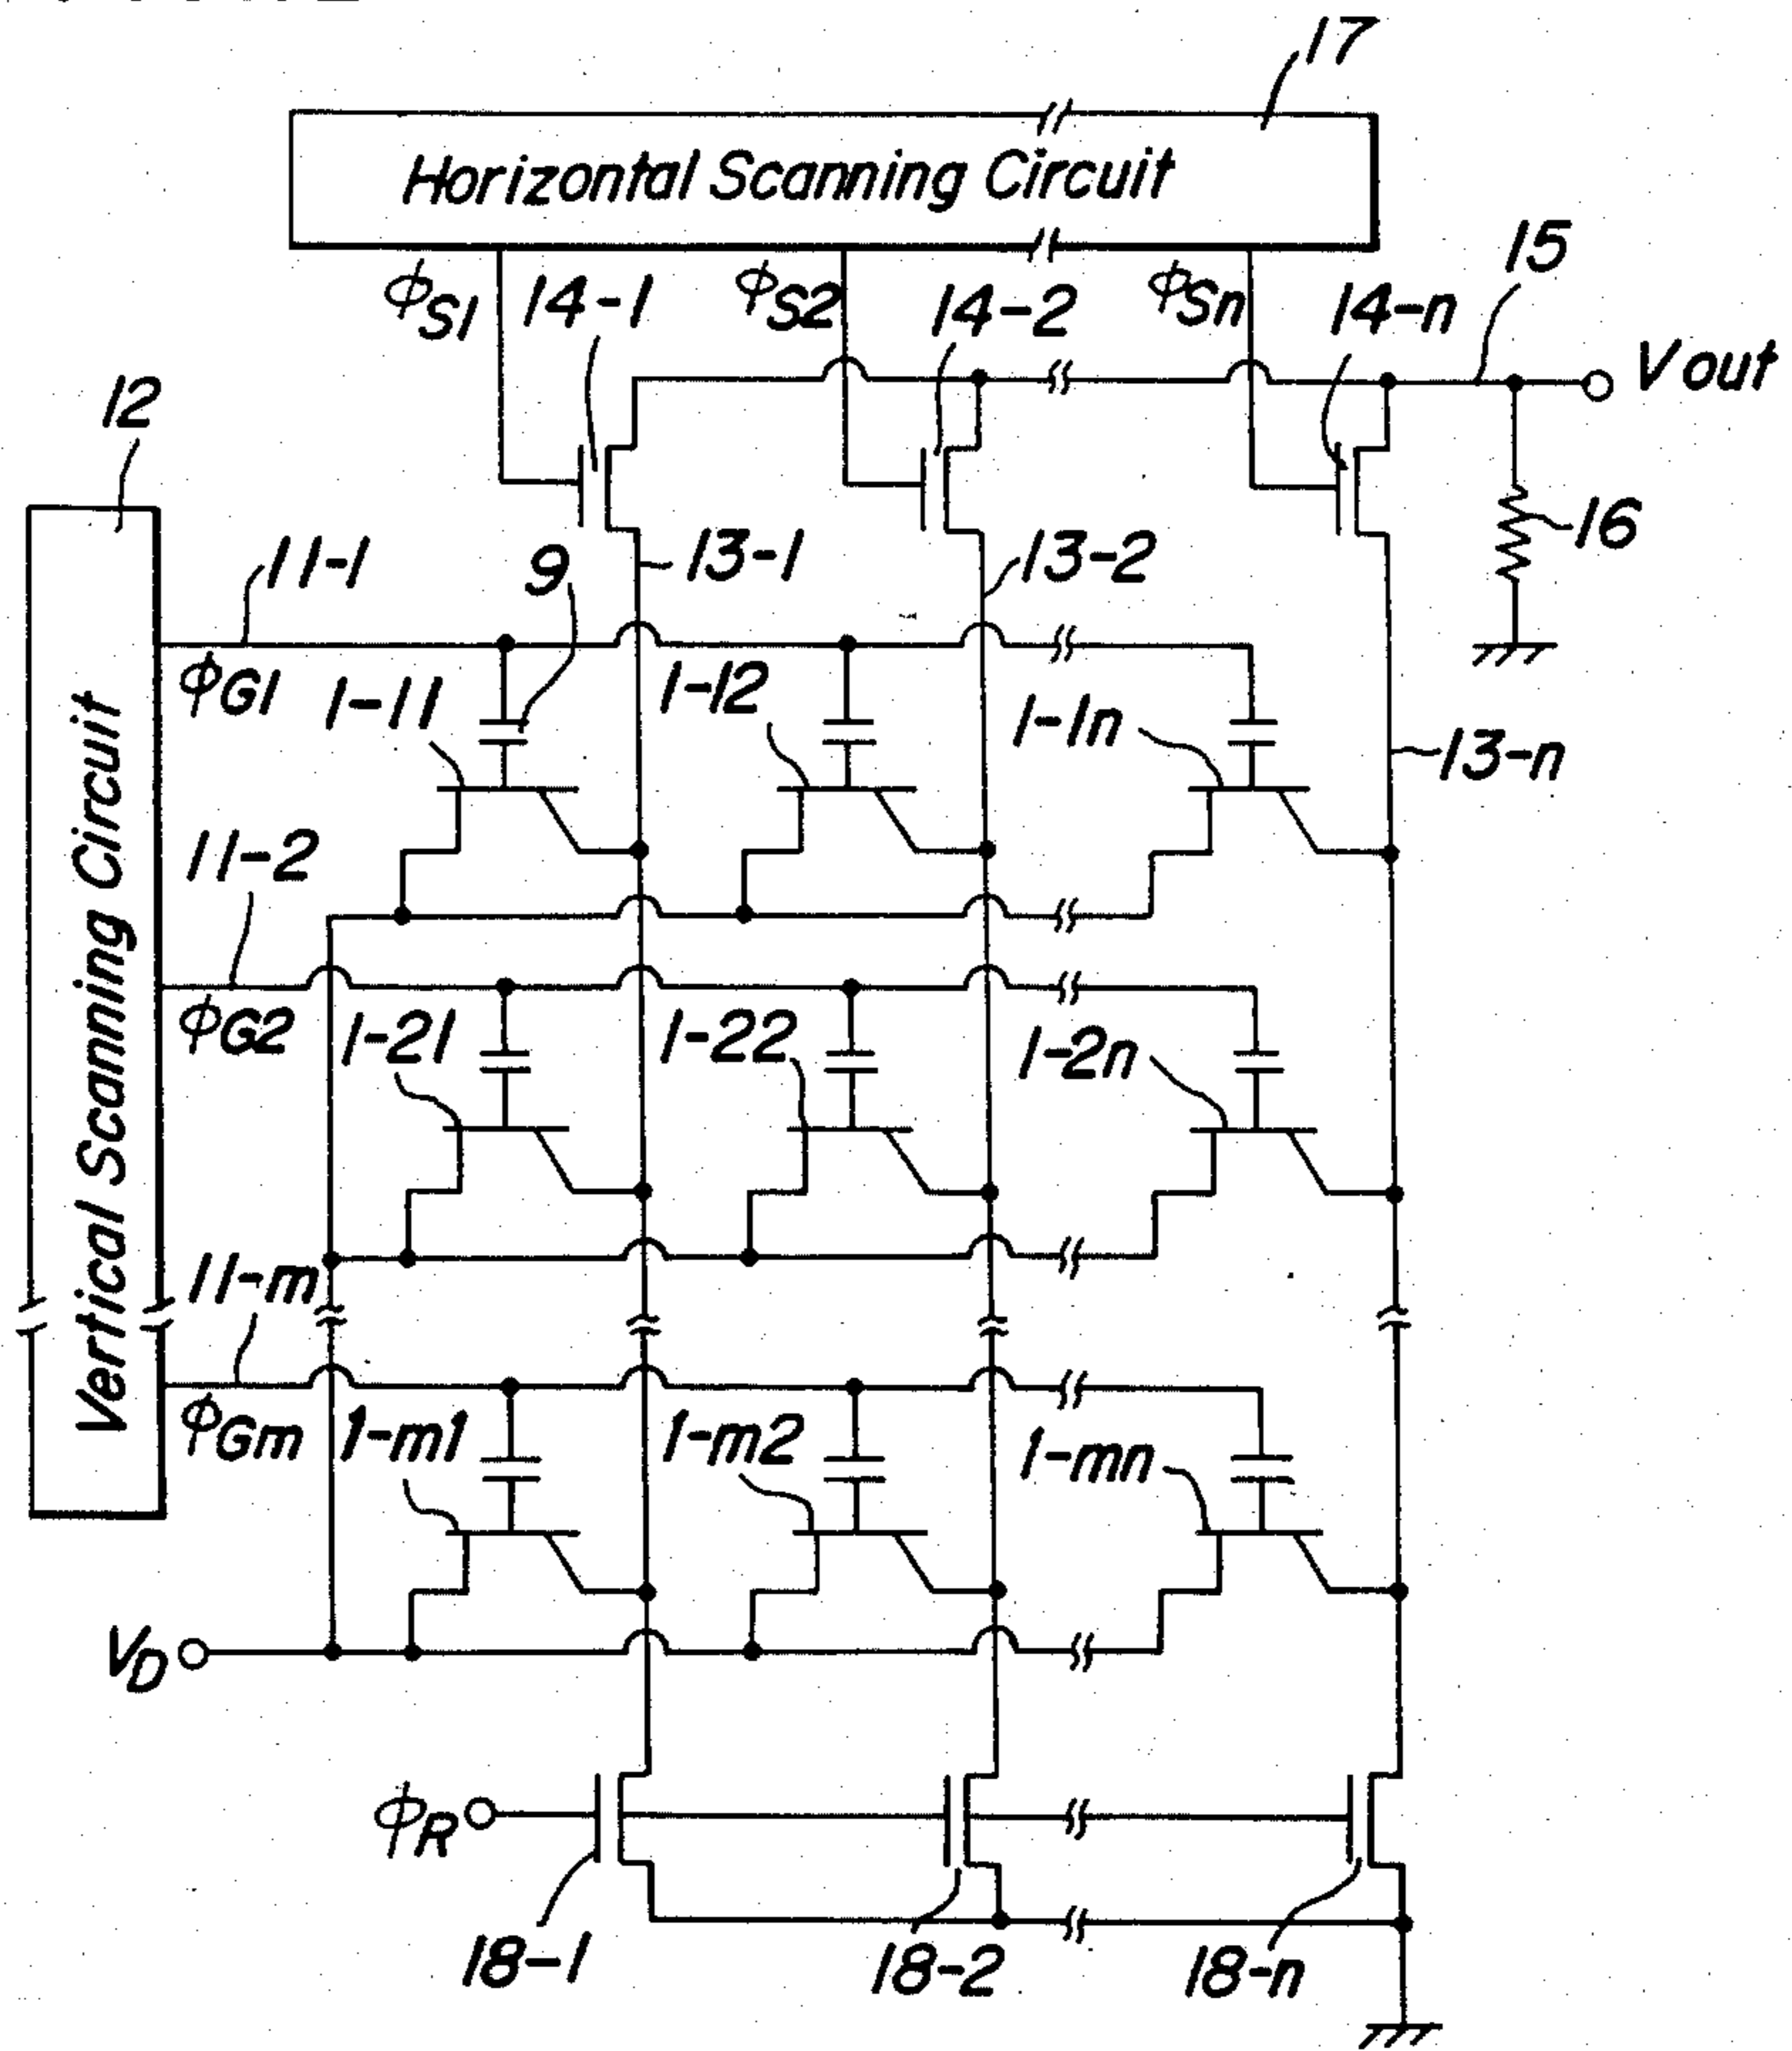 17
Horizontal Scanning Circuit
ϕS1 14-1 ϕS2 14-2 ϕSn 14-n 15
Vout
12
11-1 9 13-1 13-2 16
ϕG1 1-11 1-12 1-1n 13-n
Vertical Scanning Circuit
11-2
ϕG2 1-21 1-22 1-2n
11-m
ϕGm 1-m1 1-m2 1-mn
VD
ϕR
18-1 18-2 18-n